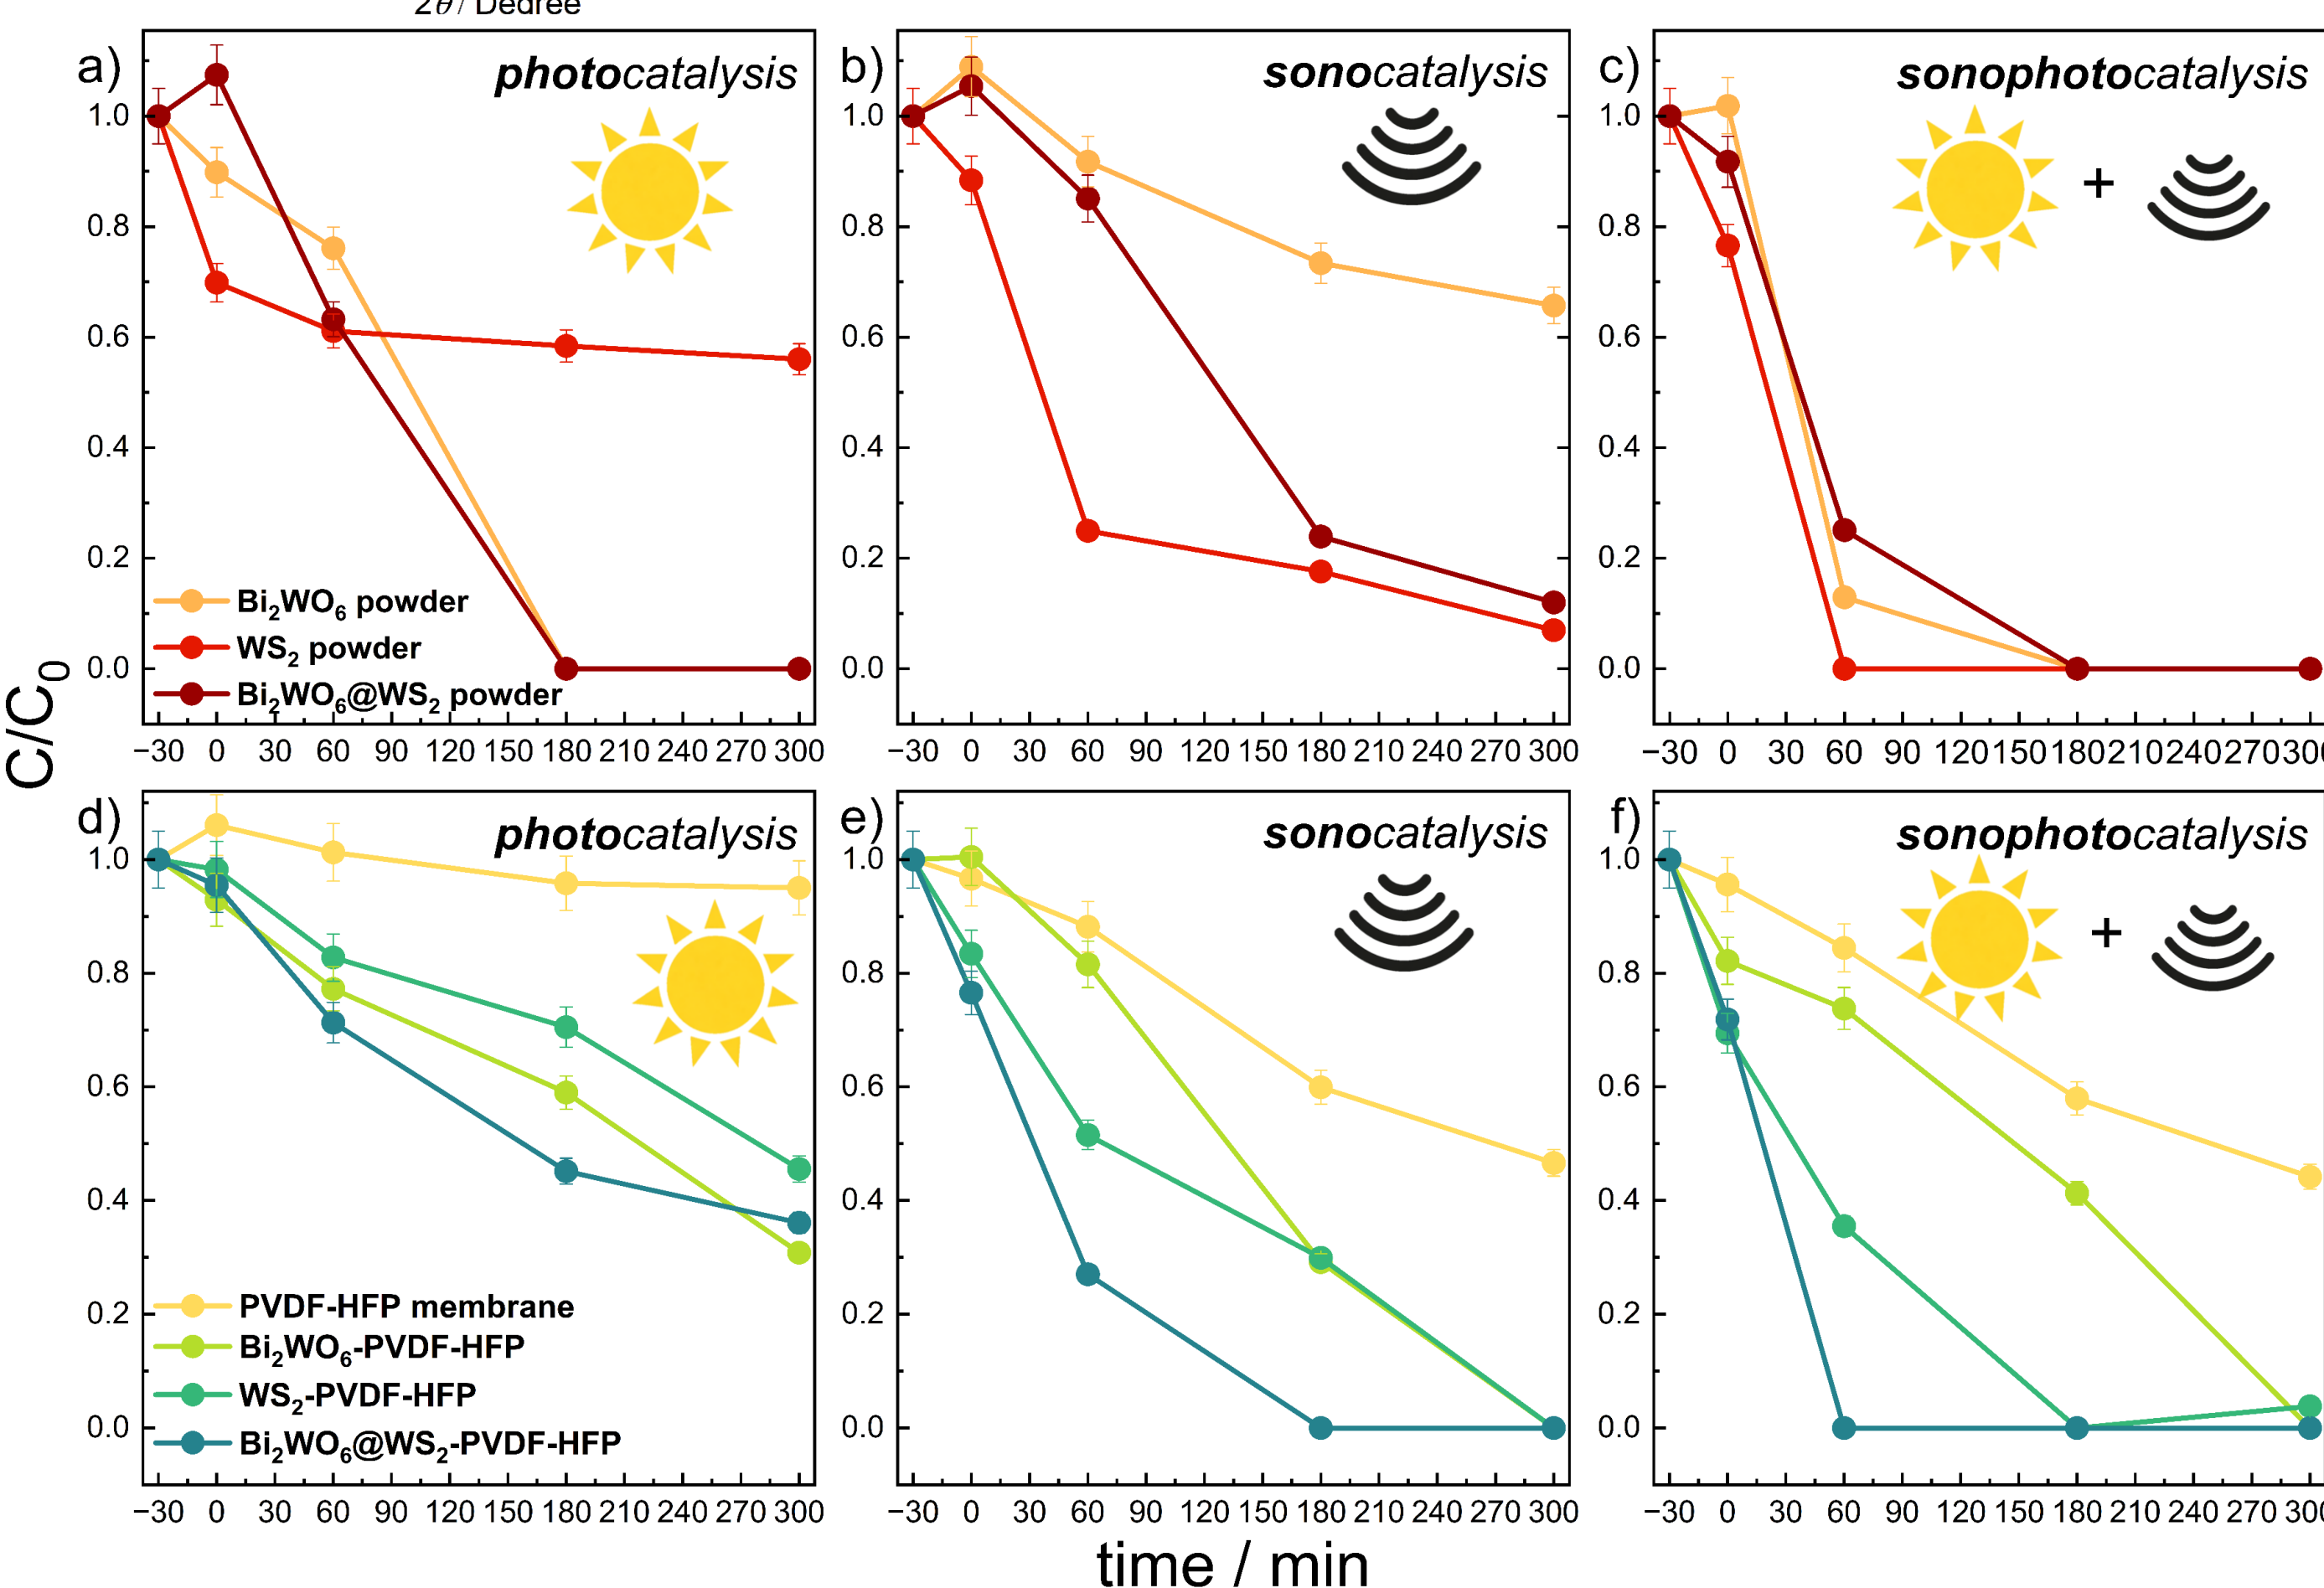 2θ / Degree
a)
photocatalysis
1.0
0.8
0.6
0.4
0.2
0.0
Bi₂WO₆ powder
WS₂ powder
Bi₂WO₆@WS₂ powder
−30 0 30 60 90 120 150 180 210 240 270 300
b)
sonocatalysis
1.0
0.8
0.6
0.4
0.2
0.0
−30 0 30 60 90 120 150 180 210 240 270 300
c)
sonophotocatalysis
+
1.0
0.8
0.6
0.4
0.2
0.0
−30 0 30 60 90 120 150 180 210 240 270 300
C/C₀
d)
photocatalysis
1.0
0.8
0.6
0.4
0.2
0.0
PVDF-HFP membrane
Bi₂WO₆-PVDF-HFP
WS₂-PVDF-HFP
Bi₂WO₆@WS₂-PVDF-HFP
−30 0 30 60 90 120 150 180 210 240 270 300
e)
sonocatalysis
1.0
0.8
0.6
0.4
0.2
0.0
−30 0 30 60 90 120 150 180 210 240 270 300
f)
sonophotocatalysis
+
1.0
0.8
0.6
0.4
0.2
0.0
−30 0 30 60 90 120 150 180 210 240 270 300
time / min